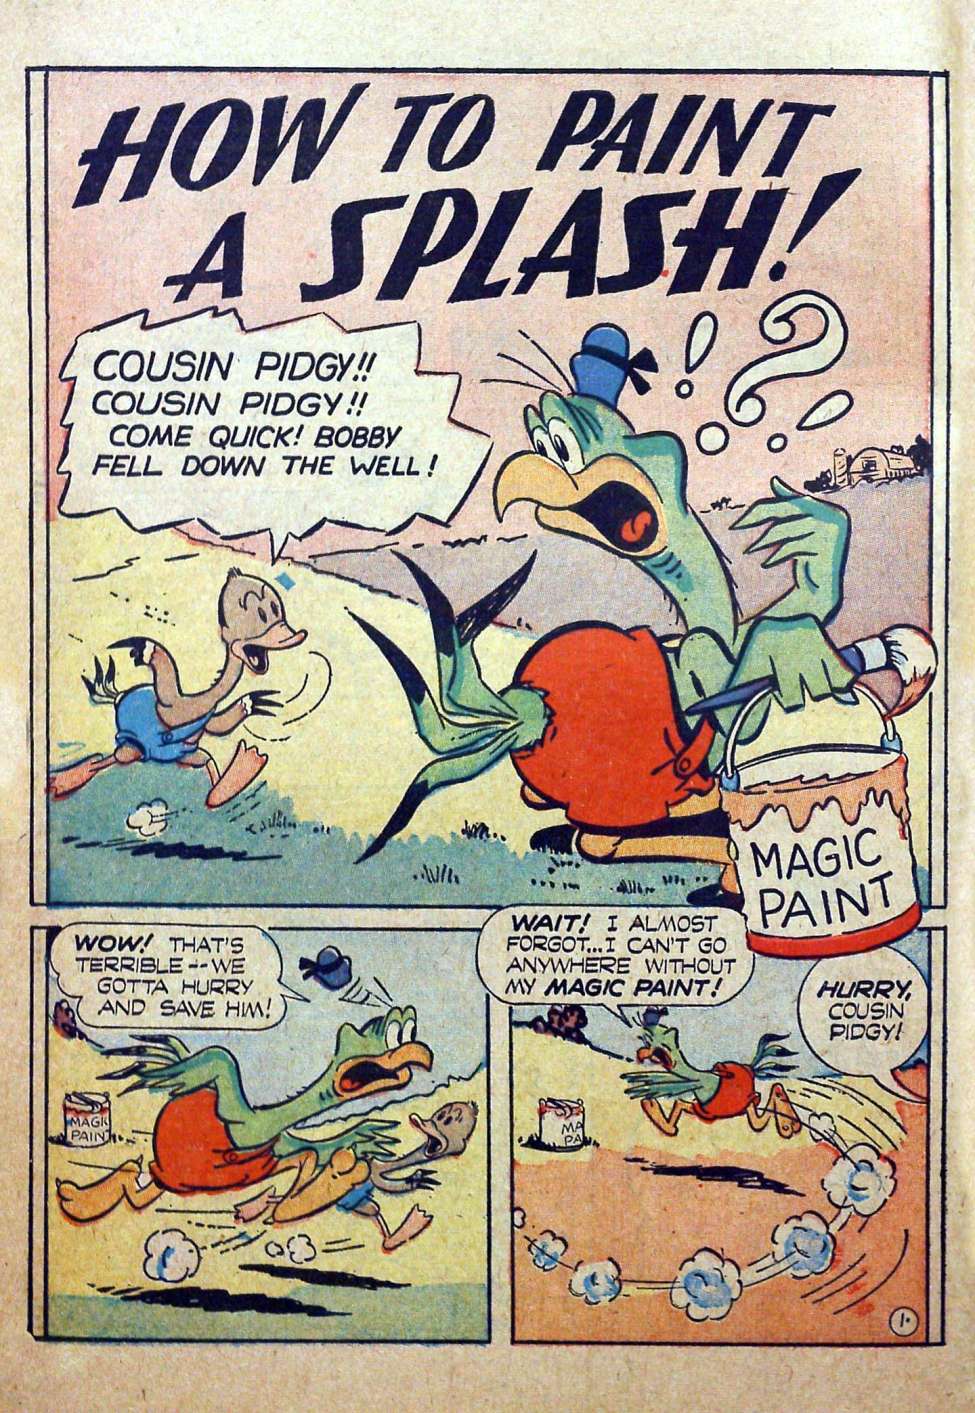 HOW TO PAINT
A SPLASH!
COUSIN PIDGY!!
COUSIN PIDGY!!
COME QUICK! BOBBY
FELL DOWN THE WELL!
!?!
MAGIC
PAINT
WOW! THAT'S
TERRIBLE--WE
GOTTA HURRY
AND SAVE HIM!
MAGIC
PAINT
WAIT! I ALMOST
FORGOT...I CAN'T GO
ANYWHERE WITHOUT
MY MAGIC PAINT!
HURRY,
COUSIN
PIDGY!
MA
PA
1.